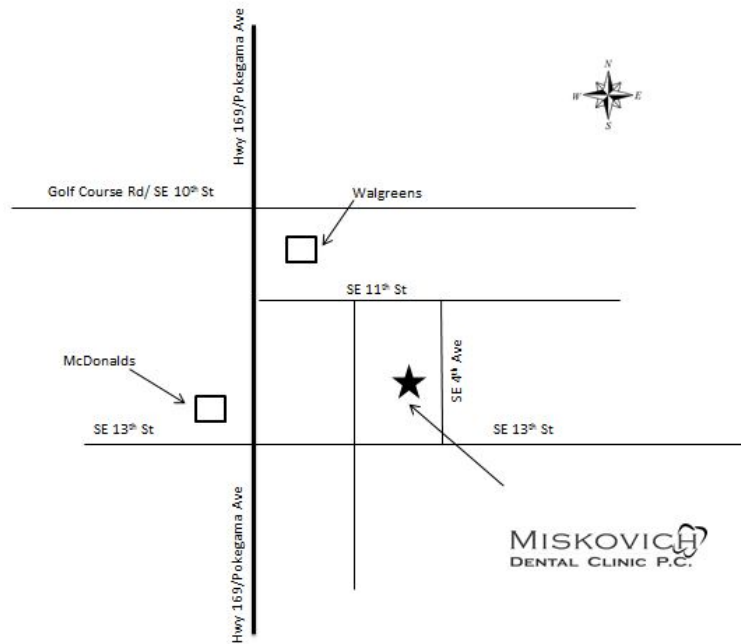 Hwy 169/Pokegama Ave
N
W
E
S
Golf Course Rd/ SE 10th St
Walgreens
SE 11th St
McDonalds
SE 4th Ave
SE 13th St
SE 13th St
Hwy 169/Pokegama Ave
MISKOVICH
DENTAL CLINIC P.C.